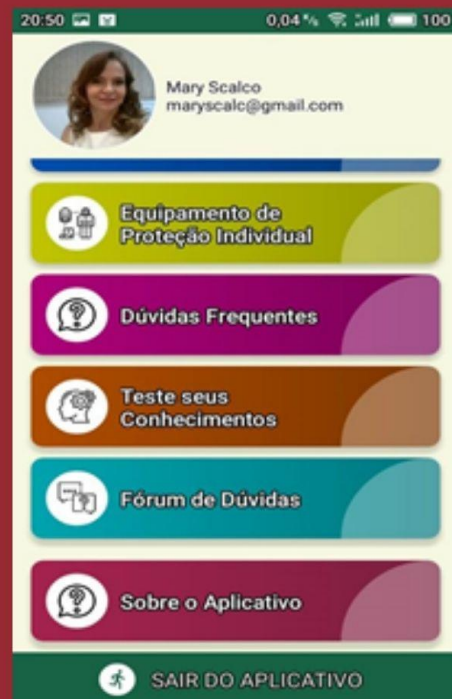 20:50
0,04 ᴷ/s
100
Mary Scalco
maryscalc@gmail.com
Equipamento de
Proteção Individual
Dúvidas Frequentes
Teste seus
Conhecimentos
Fórum de Dúvidas
Sobre o Aplicativo
SAIR DO APLICATIVO